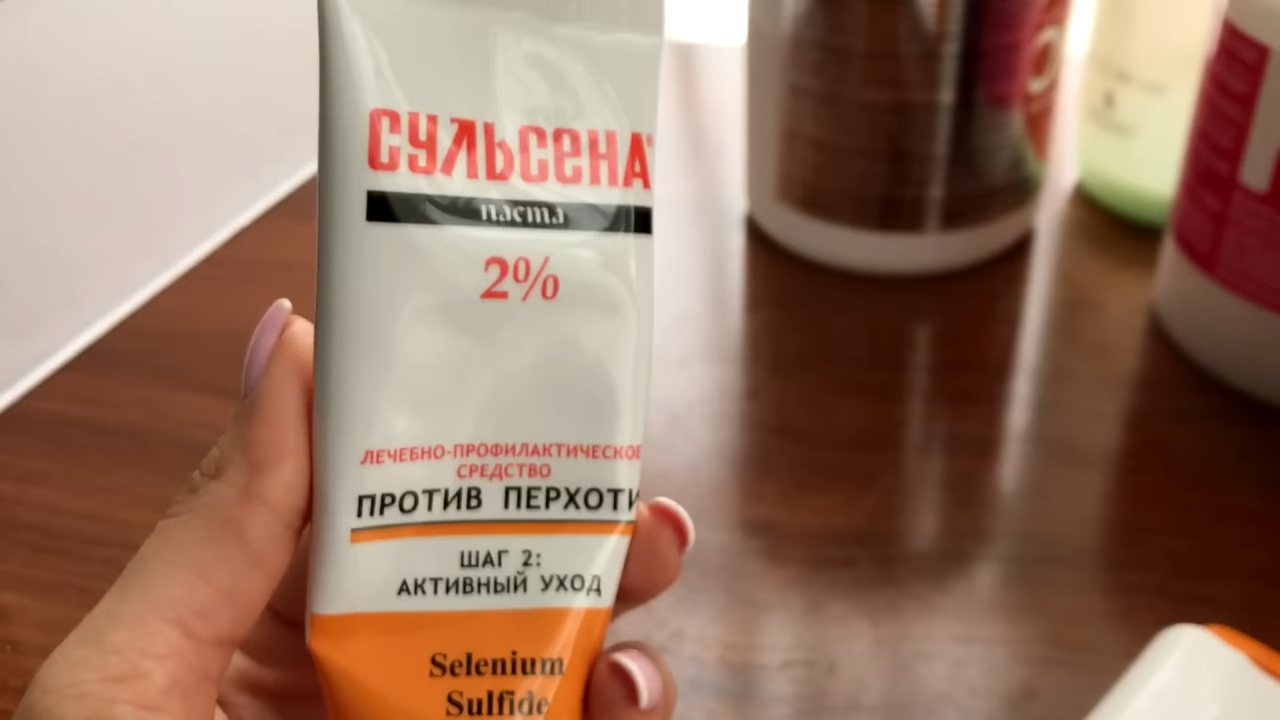 СУЛЬСЕНА®
паста
2%
ЛЕЧЕБНО-ПРОФИЛАКТИЧЕСКОЕ
СРЕДСТВО
ПРОТИВ ПЕРХОТИ
ШАГ 2:
АКТИВНЫЙ УХОД
Selenium
Sulfide